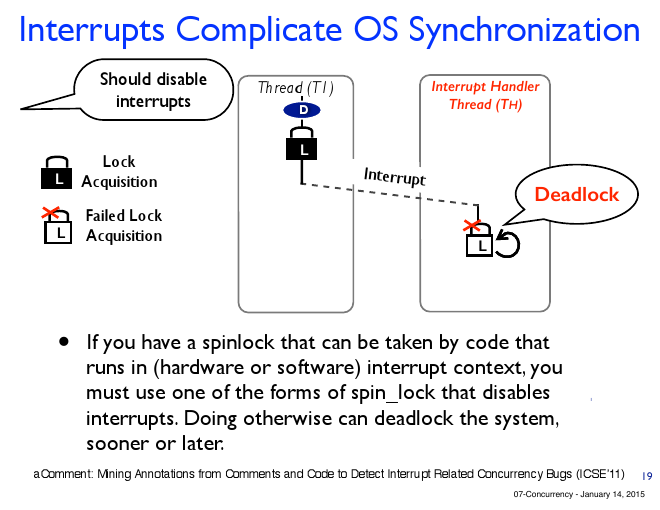 Interrupts Complicate OS Synchronization
Should disable
interrupts
Thread (T1)
D
L
Interrupt Handler
Thread (TH)
Interrupt
Deadlock
L
L
Lock
Acquisition
L
Failed Lock
Acquisition
• If you have a spinlock that can be taken by code that
runs in (hardware or software) interrupt context, you
must use one of the forms of spin_lock that disables
interrupts. Doing otherwise can deadlock the system,
sooner or later.
aComment: Mining Annotations from Comments and Code to Detect Interrupt Related Concurrency Bugs (ICSE'11)
19
07-Concurrency - January 14, 2015